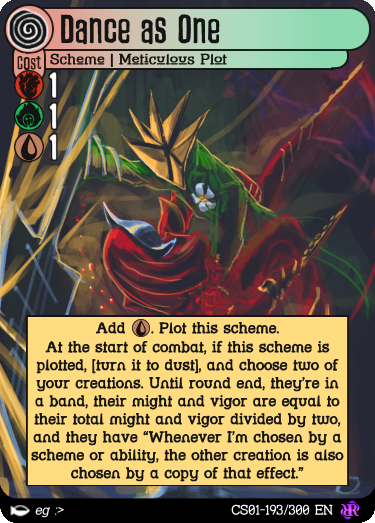 Dance as One
Cost
Scheme | Meticulous Plot
1
1
1
Add . Plot this scheme.
At the start of combat, if this scheme is
plotted, [turn it to dust], and choose two of
your creations. Until round end, they're in
a band, their might and vigor are equal to
their total might and vigor divided by two,
and they have “Whenever I'm chosen by a
scheme or ability, the other creation is also
chosen by a copy of that effect.”
eg :>
CS01-193/300 EN